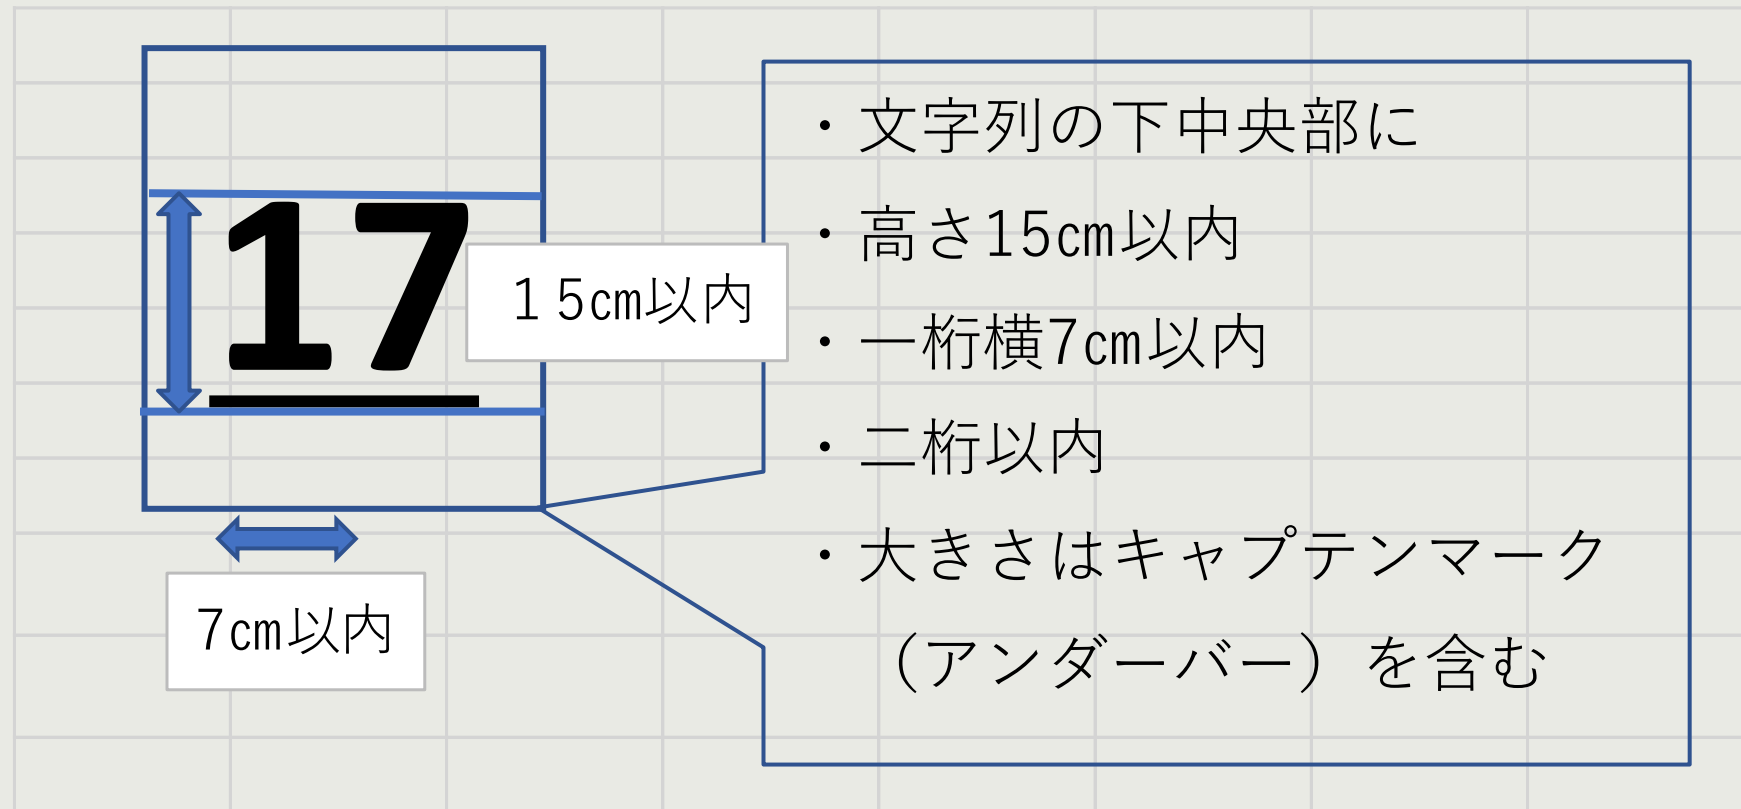 17
１５cm以内
7cm以内
・文字列の下中央部に
・高さ15cm以内
・一桁横7cm以内
・二桁以内
・大きさはキャプテンマーク
（アンダーバー）を含む